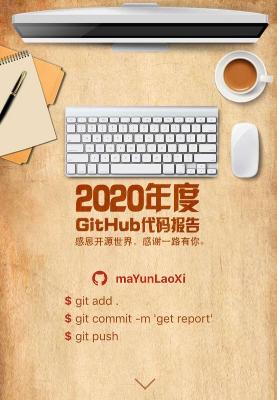 2020年度
GitHub代码报告
感恩开源世界，感谢一路有你。
maYunLaoXi
$ git add .
$ git commit -m 'get report'
$ git push